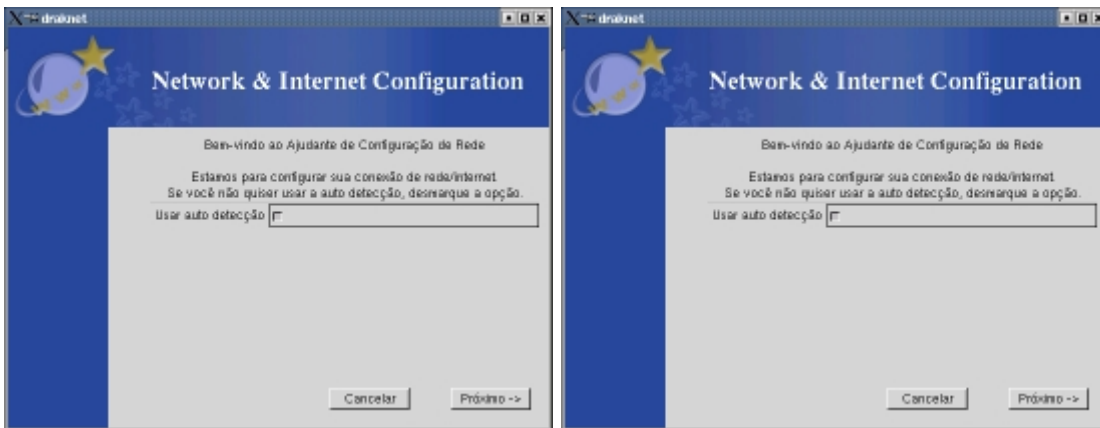 draknet
Network & Internet Configuration
Bem-vindo ao Ajudante de Configuração de Rede
Estamos para configurar sua conexão de rede/internet
Se você não quiser usar a auto detecção, desmarque a opção.
Usar auto detecção
Cancelar
Próximo ->
draknet
Network & Internet Configuration
Bem-vindo ao Ajudante de Configuração de Rede
Estamos para configurar sua conexão de rede/internet
Se você não quiser usar a auto detecção, desmarque a opção.
Usar auto detecção
Cancelar
Próximo ->